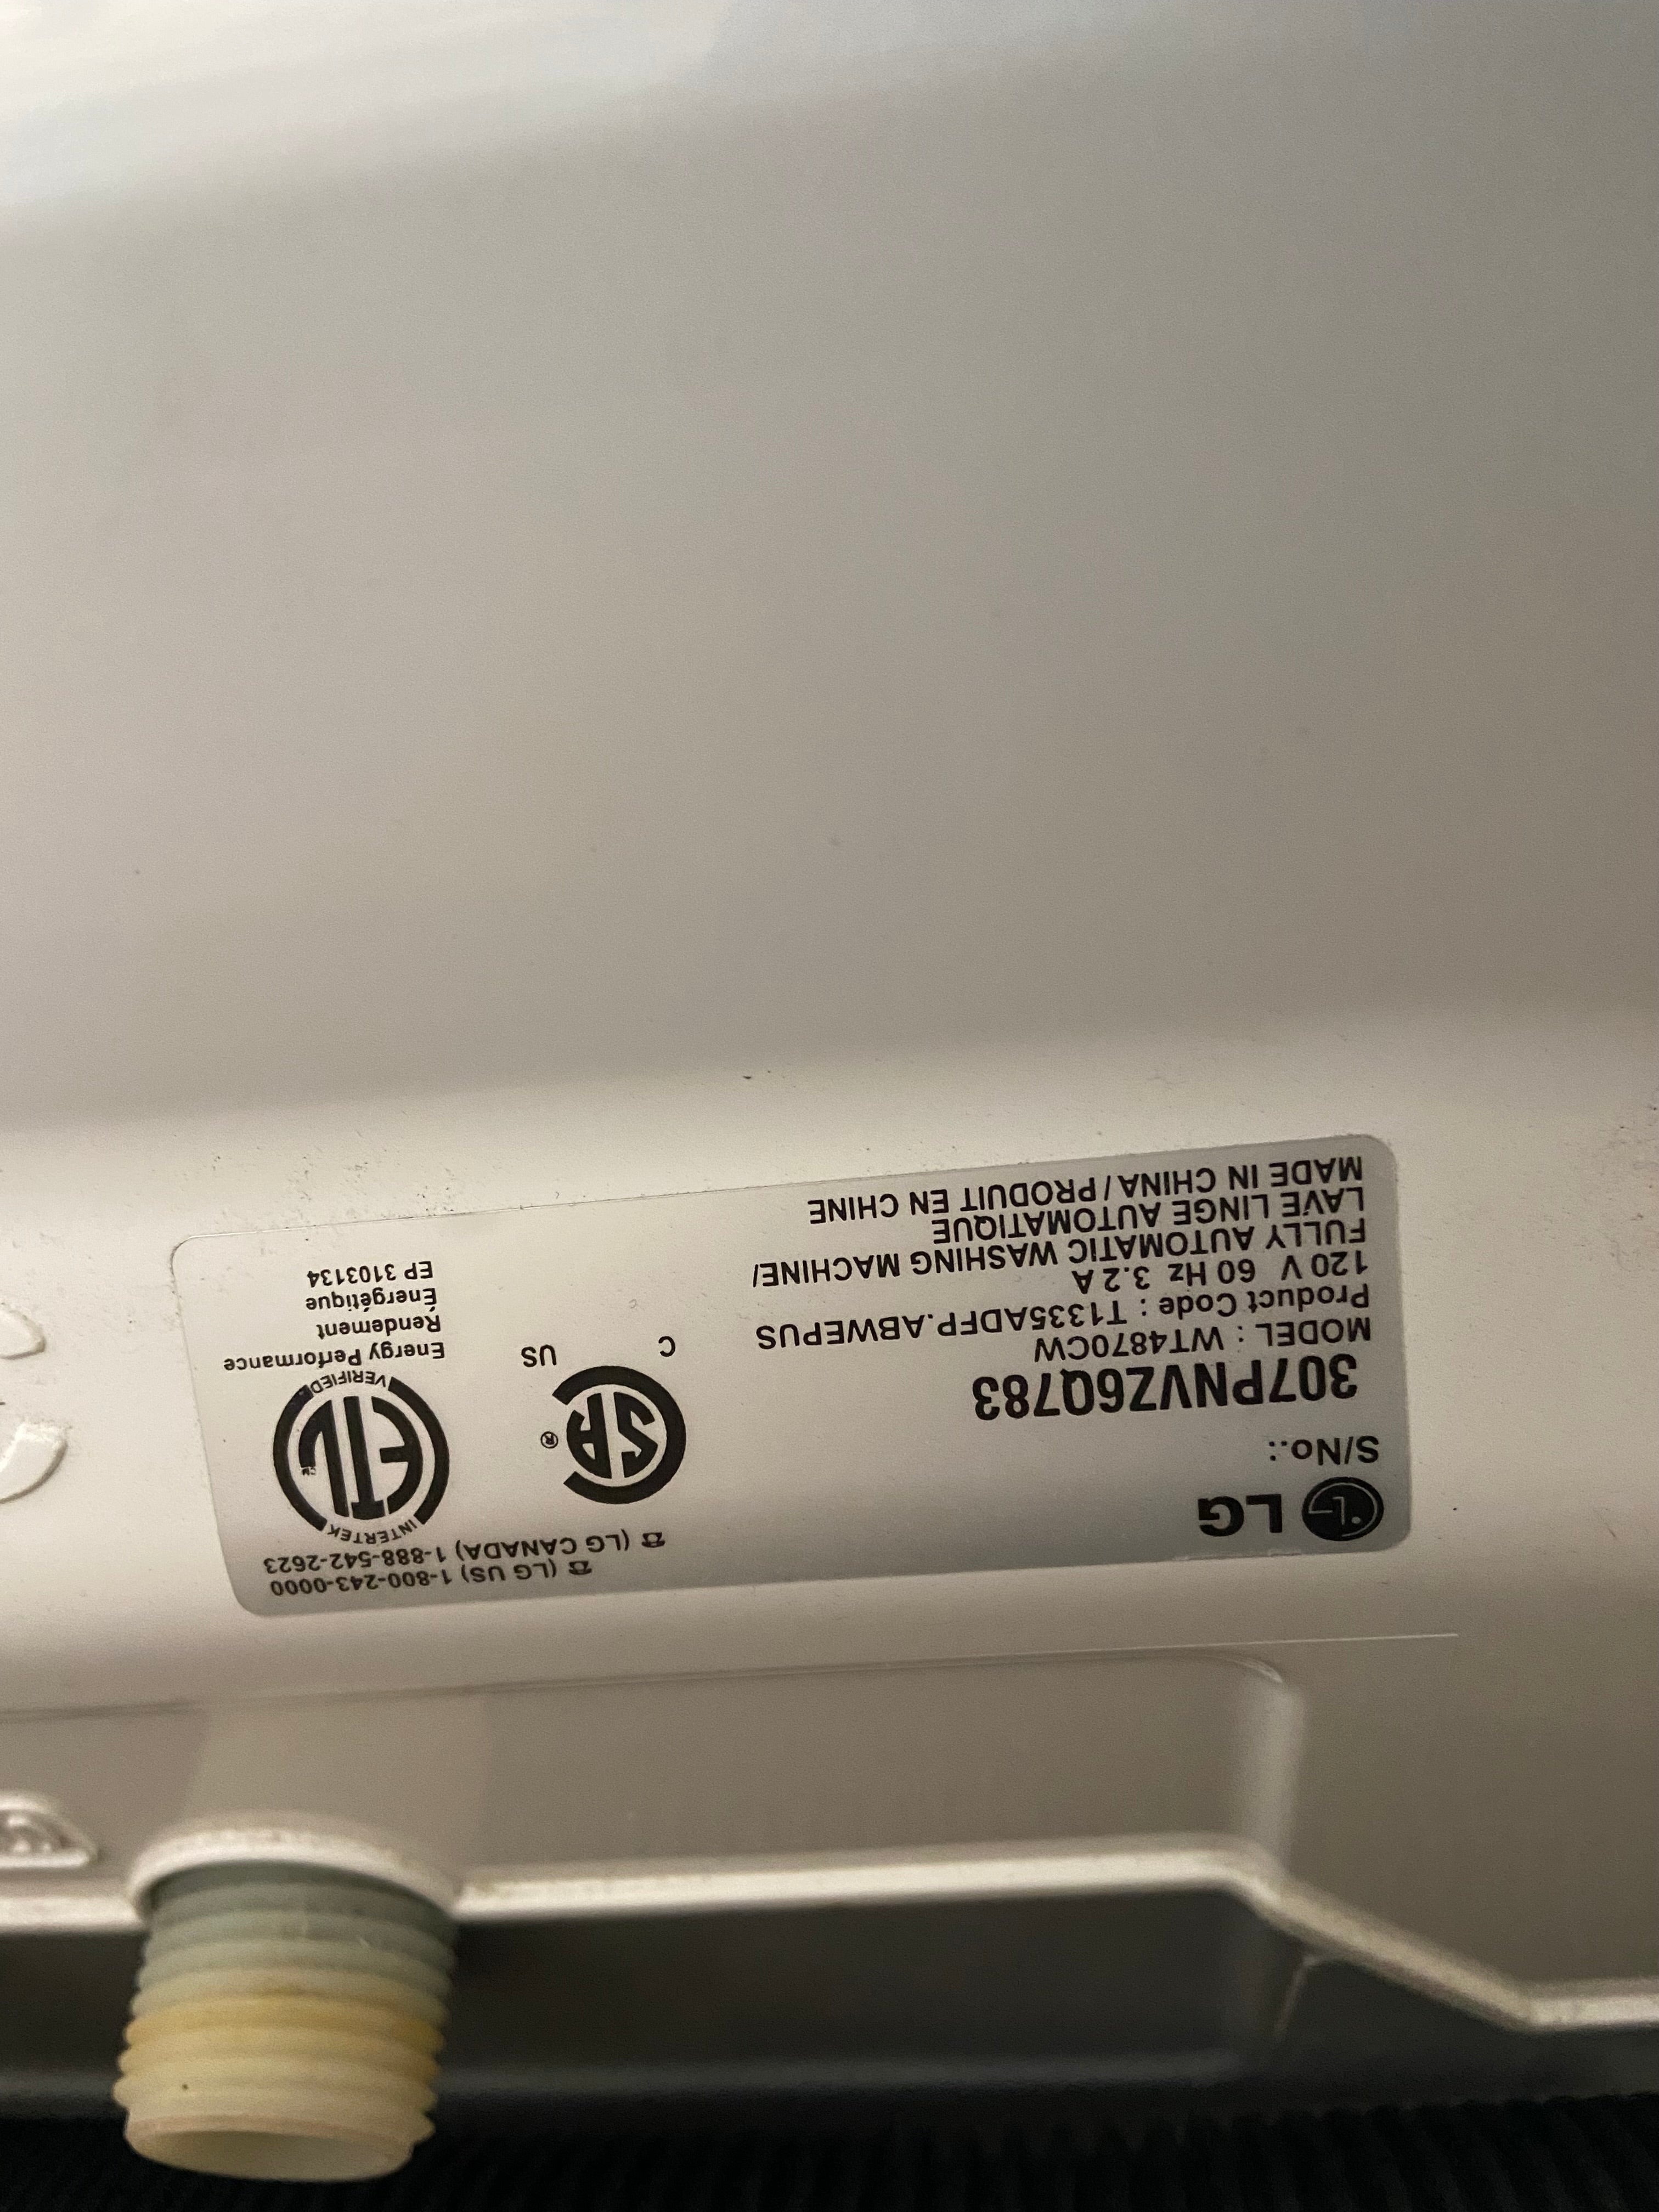 LG
S/No.:
307PNVZ6Q783
MODEL : WT4870CW
Product Code : T1335ADFP.ABWEPUS
120 V 60 Hz 3.2 A
FULLY AUTOMATIC WASHING MACHINE/
LAVE LINGE AUTOMATIQUE
MADE IN CHINA / PRODUIT EN CHINE
☎ (LG US) 1-800-243-0000
☎ (LG CANADA) 1-888-542-2623
SA ®
C US
INTERTEK
ETL CM
VERIFIED
Energy Performance
Rendement
Énergétique
EP 3103134